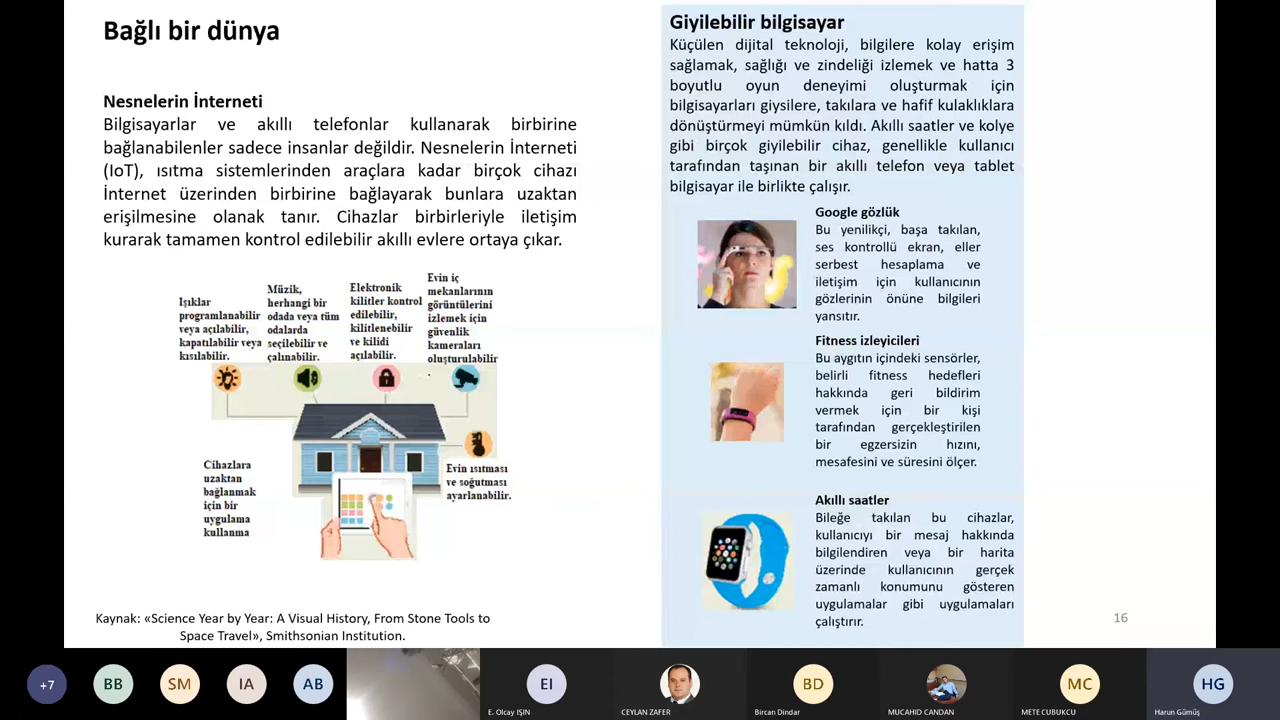 Bağlı bir dünya
Nesnelerin İnterneti
Bilgisayarlar ve akıllı telefonlar kullanarak birbirine
bağlanabilenler sadece insanlar değildir. Nesnelerin İnterneti
(IoT), ısıtma sistemlerinden araçlara kadar birçok cihazı
İnternet üzerinden birbirine bağlayarak bunlara uzaktan
erişilmesine olanak tanır. Cihazlar birbirleriyle iletişim
kurarak tamamen kontrol edilebilir akıllı evlere ortaya çıkar.
Işıklar
programlanabilir
veya açılabilir,
kapatılabilir veya
kısılabilir.
Müzik,
herhangi bir
odada veya tüm
odalarda
seçilebilir ve
çalınabilir.
Elektronik
kilitler kontrol
edilebilir,
kilitlenebilir
ve kilidi
açılabilir.
Evin iç
mekanlarının
görüntülerini
izlemek için
güvenlik
kameraları
oluşturulabilir
.
Cihazlara
uzaktan
bağlanmak
için bir
uygulama
kullanma
Evin ısıtması
ve soğutması
ayarlanabilir.
Kaynak: «Science Year by Year: A Visual History, From Stone Tools to
Space Travel», Smithsonian Institution.
Giyilebilir bilgisayar
Küçülen dijital teknoloji, bilgilere kolay erişim
sağlamak, sağlığı ve zindeliği izlemek ve hatta 3
boyutlu oyun deneyimi oluşturmak için
bilgisayarları giysilere, takılara ve hafif kulaklıklara
dönüştürmeyi mümkün kıldı. Akıllı saatler ve kolye
gibi birçok giyilebilir cihaz, genellikle kullanıcı
tarafından taşınan bir akıllı telefon veya tablet
bilgisayar ile birlikte çalışır.
Google gözlük
Bu yenilikçi, başa takılan,
ses kontrollü ekran, eller
serbest hesaplama ve
iletişim için kullanıcının
gözlerinin önüne bilgileri
yansıtır.
Fitness izleyicileri
Bu aygıtın içindeki sensörler,
belirli fitness hedefleri
hakkında geri bildirim
vermek için bir kişi
tarafından gerçekleştirilen
bir egzersizin hızını,
mesafesini ve süresini ölçer.
Akıllı saatler
Bileğe takılan bu cihazlar,
kullanıcıyı bir mesaj hakkında
bilgilendiren veya bir harita
üzerinde kullanıcının gerçek
zamanlı konumunu gösteren
uygulamalar gibi uygulamaları
çalıştırır.
16
+7
BB
SM
IA
AB
EI
E. Olcay IŞIN
CEYLAN ZAFER
BD
Bircan Dindar
MUCAHID CANDAN
MC
METE CUBUKCU
HG
Harun Gümüş